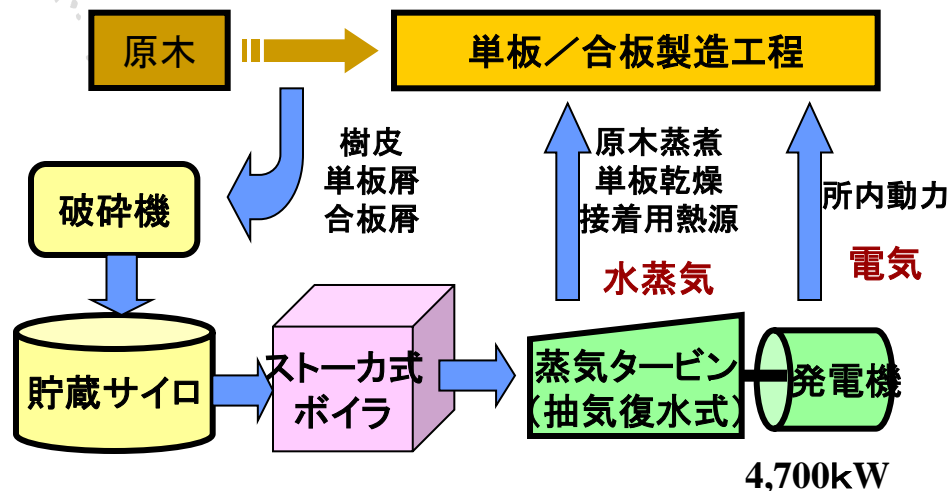 原木
単板／合板製造工程
樹皮
単板屑
合板屑
原木蒸煮
単板乾燥
接着用熱源
水蒸気
所内動力
電気
破砕機
貯蔵サイロ
ストーカ式
ボイラ
蒸気タービン
（抽気復水式）
発電機
4,700kW